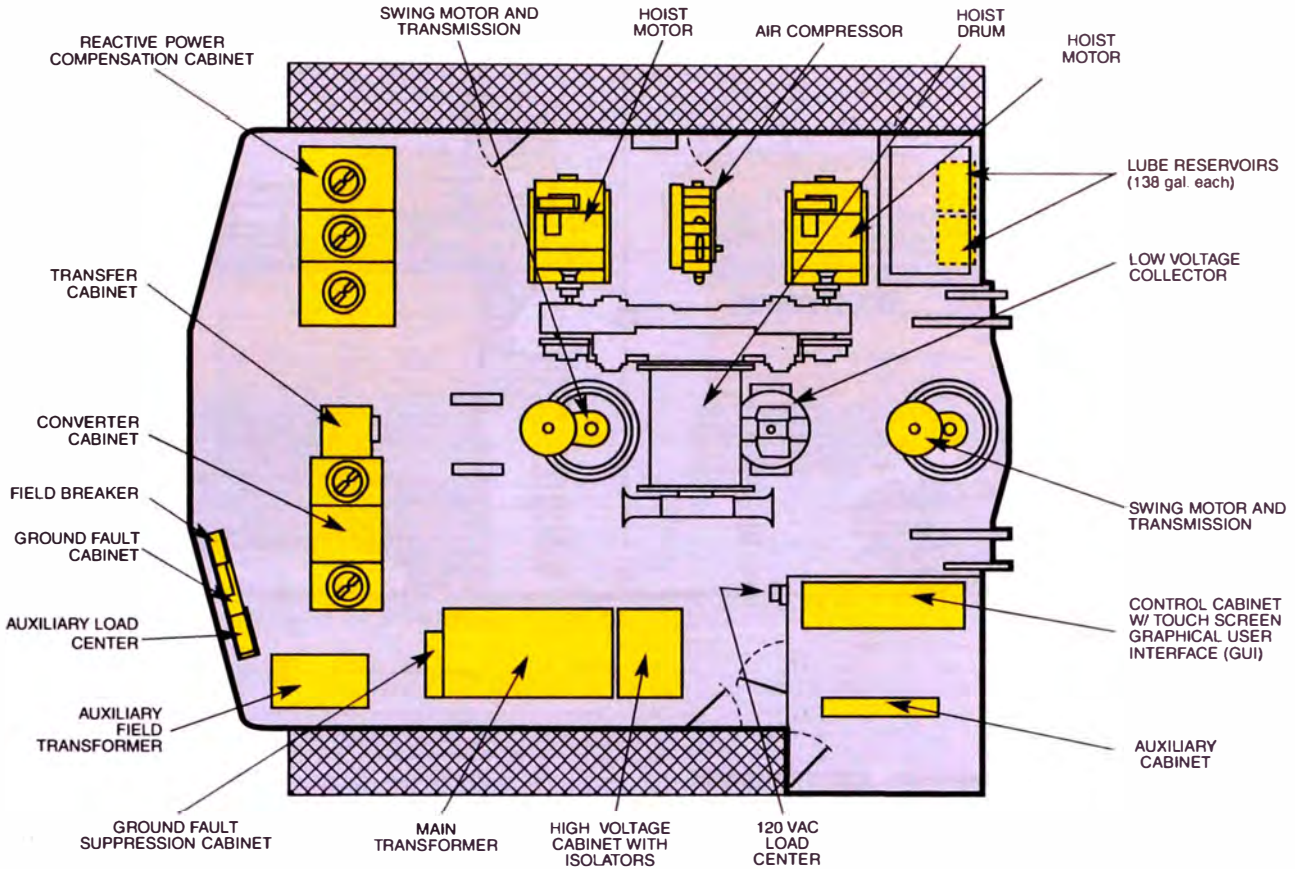 SWING MOTOR AND
TRANSMISSION
HOIST
MOTOR
AIR COMPRESSOR
HOIST
DRUM
HOIST
MOTOR
REACTIVE POWER
COMPENSATION CABINET
LUBE RESERVOIRS
(138 gal. each)
TRANSFER
CABINET
LOW VOLTAGE
COLLECTOR
CONVERTER
CABINET
FIELD BREAKER
GROUND FAULT
CABINET
SWING MOTOR AND
TRANSMISSION
AUXILIARY LOAD
CENTER
CONTROL CABINET
W/ TOUCH SCREEN
GRAPHICAL USER
INTERFACE (GUI)
AUXILIARY
FIELD
TRANSFORMER
AUXILIARY
CABINET
GROUND FAULT
SUPPRESSION CABINET
MAIN
TRANSFORMER
HIGH VOLTAGE
CABINET WITH
ISOLATORS
120 VAC
LOAD
CENTER